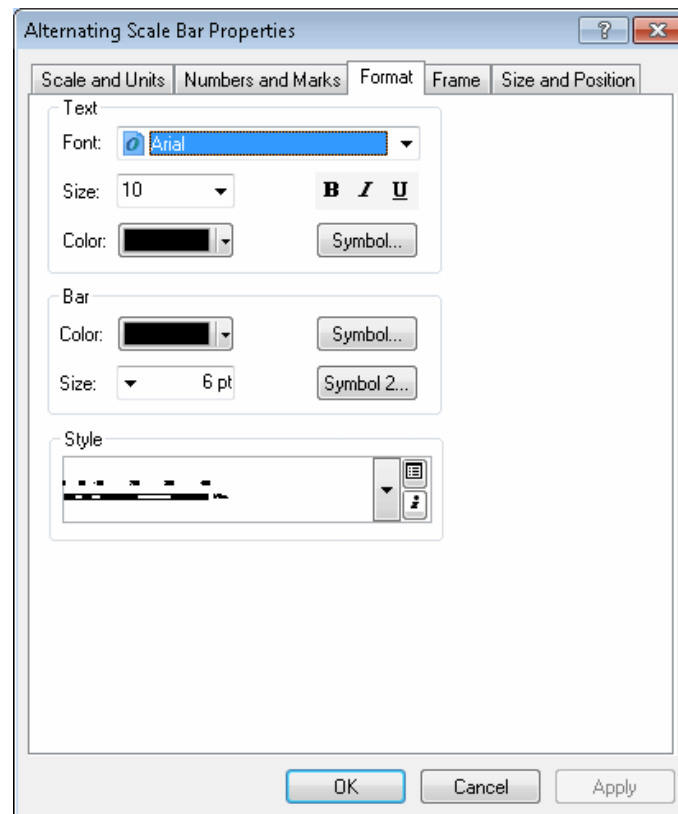 Alternating Scale Bar Properties
Scale and Units Numbers and Marks Format Frame Size and Position
Text
Font: Arial
Size: 10 B I U
Color: Symbol...
Bar
Color: Symbol...
Size: 6 pt Symbol 2...
Style
OK Cancel Apply